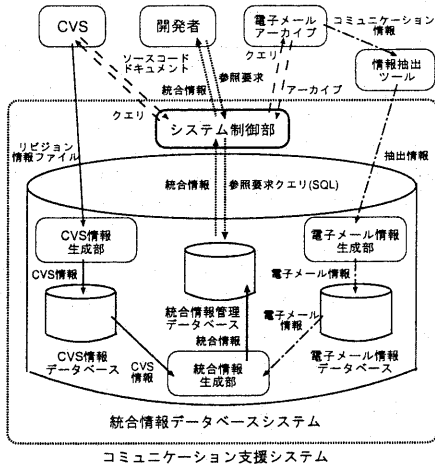 CVS
開発者
電子メール
アーカイブ
コミュニケーション
情報
ソースコード
ドキュメント
クエリ
参照要求
統合情報
クエリ
アーカイブ
情報抽出
ツール
システム制御部
リビジョン
情報ファイル
抽出情報
統合情報
参照要求クエリ(SQL)
CVS情報
生成部
電子メール情報
生成部
CVS情報
電子メール情報
統合情報管理
データベース
統合情報
電子メール
情報
CVS情報
データベース
CVS
情報
統合情報
生成部
電子メール情報
データベース
統合情報データベースシステム
コミュニケーション支援システム